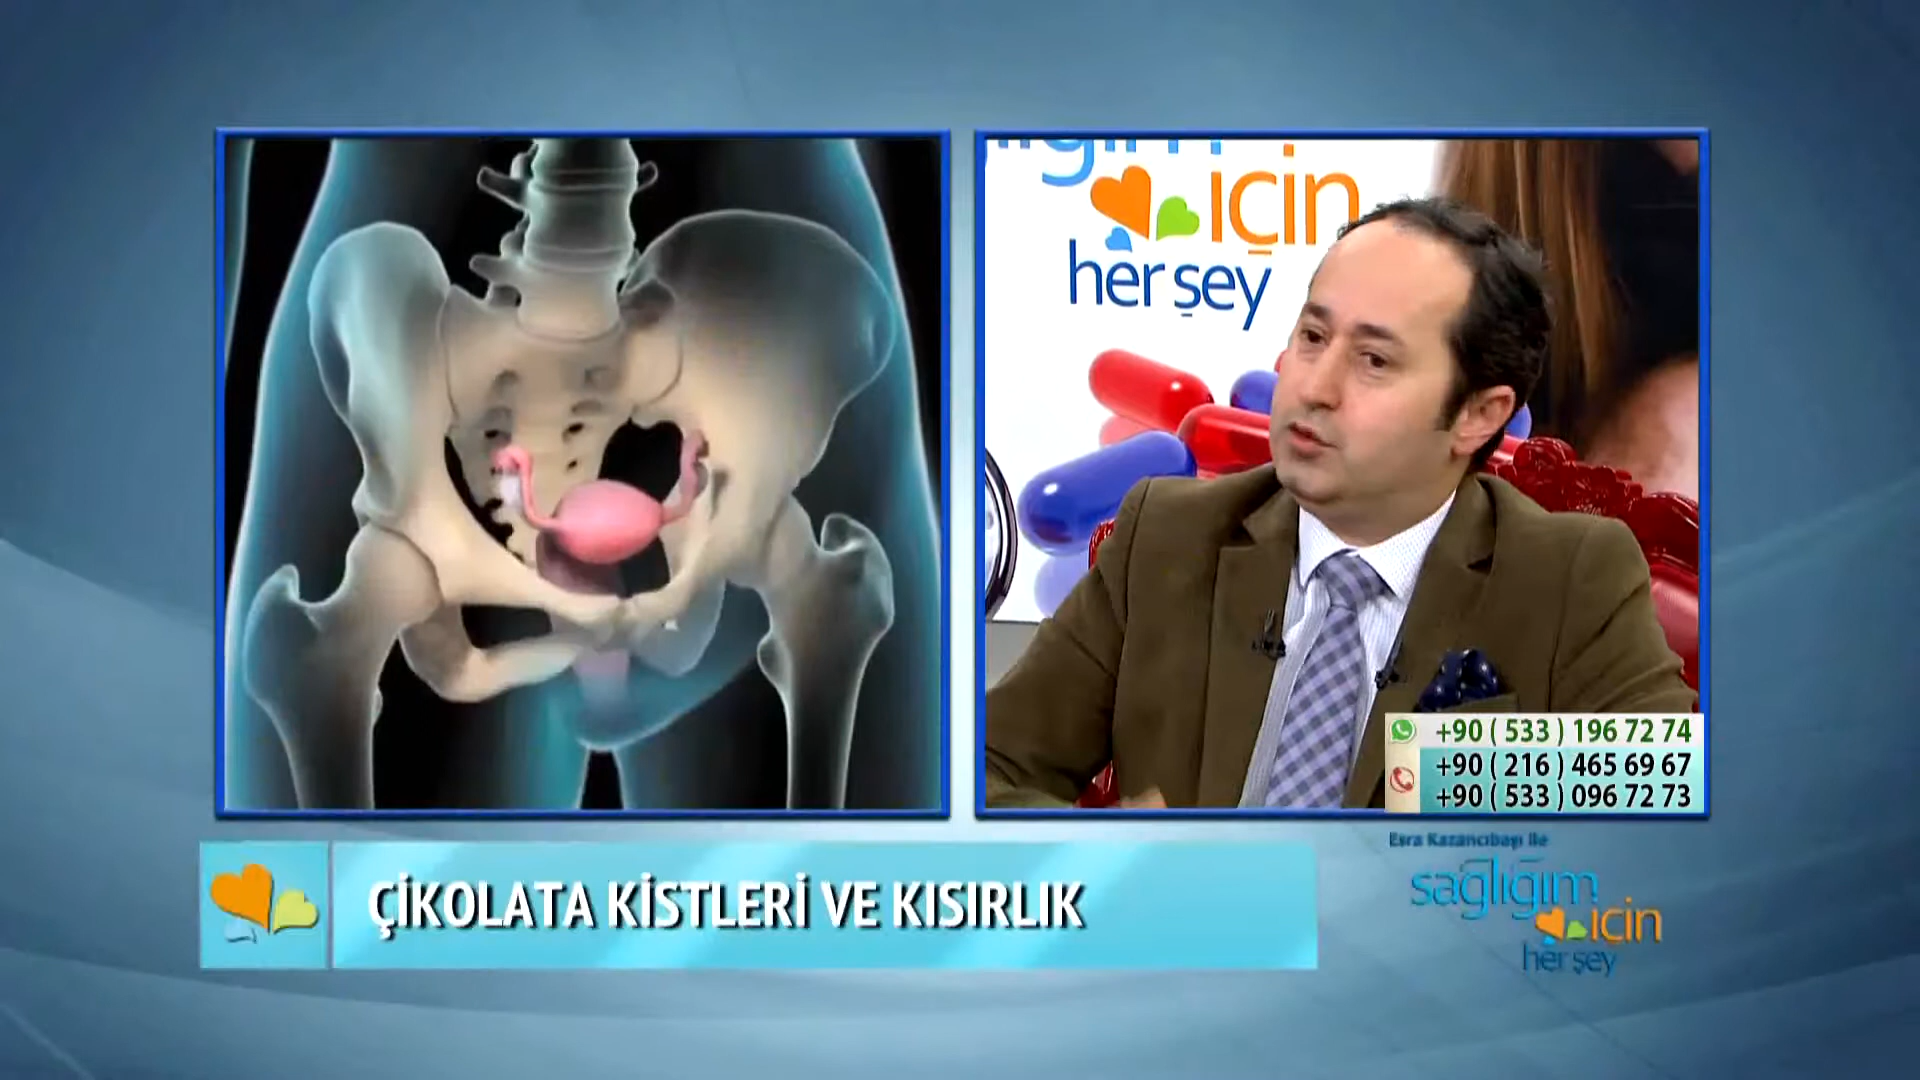 için
her şey
+90 ( 533 ) 196 72 74
+90 ( 216 ) 465 69 67
+90 ( 533 ) 096 72 73
ÇİKOLATA KİSTLERİ VE KISIRLIK
Esra Kazancıbaşı ile
sağlığım
için
her şey